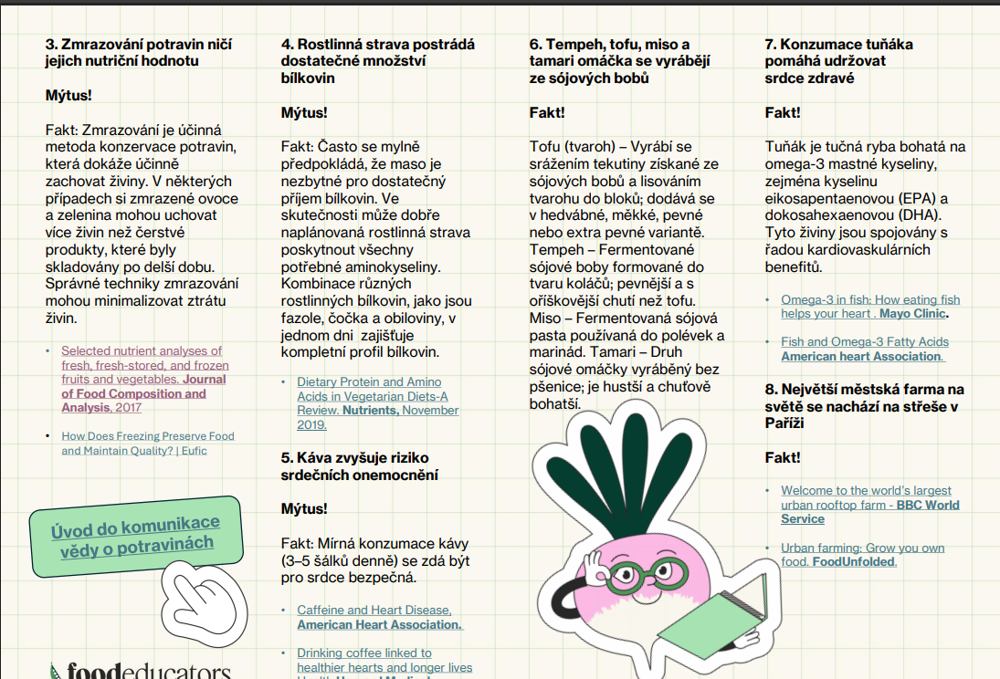 3. Zmrazování potravin ničí
jejich nutriční hodnotu
Mýtus!
Fakt: Zmrazování je účinná
metoda konzervace potravin,
která dokáže účinně
zachovat živiny. V některých
případech si zmrazené ovoce
a zelenina mohou uchovat
více živin než čerstvé
produkty, které byly
skladovány po delší dobu.
Správné techniky zmrazování
mohou minimalizovat ztrátu
živin.
• Selected nutrient analyses of
fresh, fresh-stored, and frozen
fruits and vegetables. Journal
of Food Composition and
Analysis, 2017
• How Does Freezing Preserve Food
and Maintain Quality? | Eufic
Úvod do komunikace
vědy o potravinách
foodeducators
4. Rostlinná strava postrádá
dostatečné množství
bílkovin
Mýtus!
Fakt: Často se mylně
předpokládá, že maso je
nezbytné pro dostatečný
příjem bílkovin. Ve
skutečnosti může dobře
naplánovaná rostlinná strava
poskytnout všechny
potřebné aminokyseliny.
Kombinace různých
rostlinných bílkovin, jako jsou
fazole, čočka a obiloviny, v
jednom dni zajišťuje
kompletní profil bílkovin.
• Dietary Protein and Amino
Acids in Vegetarian Diets-A
Review. Nutrients, November
2019.
5. Káva zvyšuje riziko
srdečních onemocnění
Mýtus!
Fakt: Mírná konzumace kávy
(3–5 šálků denně) se zdá být
pro srdce bezpečná.
• Caffeine and Heart Disease,
American Heart Association.
• Drinking coffee linked to
healthier hearts and longer lives
6. Tempeh, tofu, miso a
tamari omáčka se vyrábějí
ze sójových bobů
Fakt!
Tofu (tvaroh) – Vyrábí se
srážením tekutiny získané ze
sójových bobů a lisováním
tvarohu do bloků; dodává se
v hedvábné, měkké, pevné
nebo extra pevné variantě.
Tempeh – Fermentované
sójové boby formované do
tvaru koláčů; pevnější a s
oříškovější chutí než tofu.
Miso – Fermentovaná sójová
pasta používaná do polévek a
marinád. Tamari – Druh
sójové omáčky vyráběný bez
pšenice; je hustší a chuťově
bohatší.
7. Konzumace tuňáka
pomáhá udržovat
srdce zdravé
Fakt!
Tuňák je tučná ryba bohatá na
omega-3 mastné kyseliny,
zejména kyselinu
eikosapentaenovou (EPA) a
dokosahexaenovou (DHA).
Tyto živiny jsou spojovány s
řadou kardiovaskulárních
benefitů.
• Omega-3 in fish: How eating fish
helps your heart . Mayo Clinic.
• Fish and Omega-3 Fatty Acids
American heart Association.
8. Největší městská farma na
světě se nachází na střeše v
Paříži
Fakt!
• Welcome to the world's largest
urban rooftop farm - BBC World
Service
• Urban farming: Grow you own
food. FoodUnfolded.